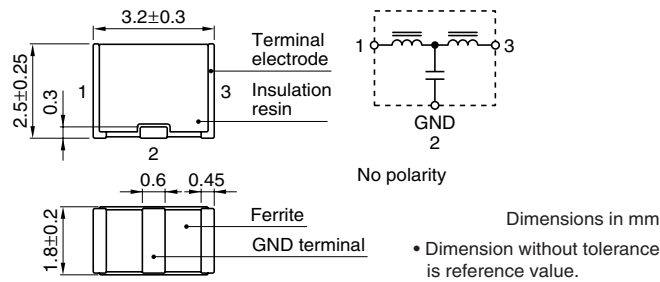 3.2±0.3
Terminal
electrode
1
3
2.5±0.25
0.3
Insulation
resin
2
1
3
GND
2
No polarity
0.6
0.45
1.8±0.2
Ferrite
GND terminal
Dimensions in mm
• Dimension without tolerance
is reference value.